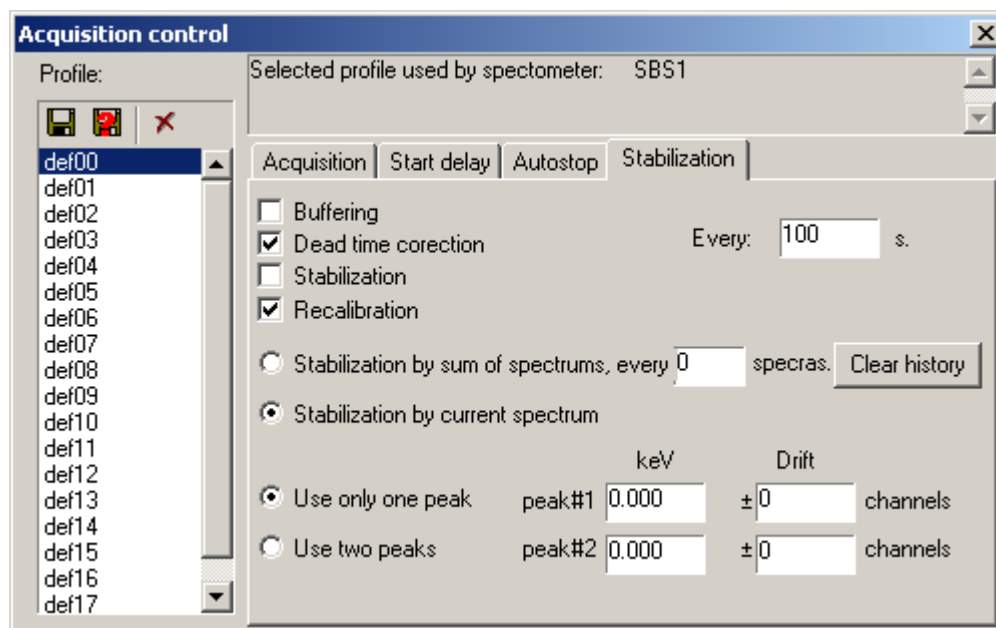 Acquisition control
Profile:
Selected profile used by spectometer: SBS1
def00
def01
def02
def03
def04
def05
def06
def07
def08
def09
def10
def11
def12
def13
def14
def15
def16
def17
Acquisition
Start delay
Autostop
Stabilization
Buffering
Dead time corection
Every: 100 s.
Stabilization
Recalibration
Stabilization by sum of spectrums, every 0 specras. Clear history
Stabilization by current spectrum
keV Drift
Use only one peak peak#1 0.000 ±0 channels
Use two peaks peak#2 0.000 ±0 channels